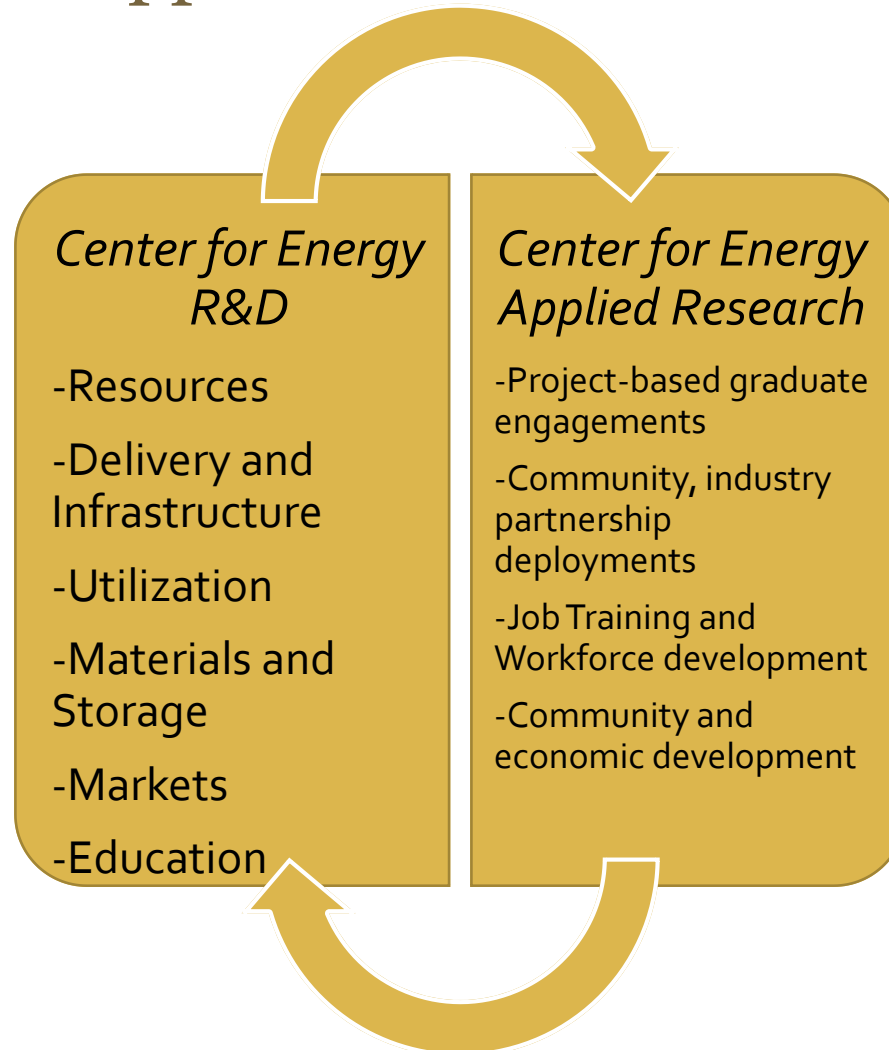 Center for Energy
R&D
-Resources
-Delivery and
Infrastructure
-Utilization
-Materials and
Storage
-Markets
-Education
Center for Energy
Applied Research
-Project-based graduate
engagements
-Community, industry
partnership
deployments
-Job Training and
Workforce development
-Community and
economic development